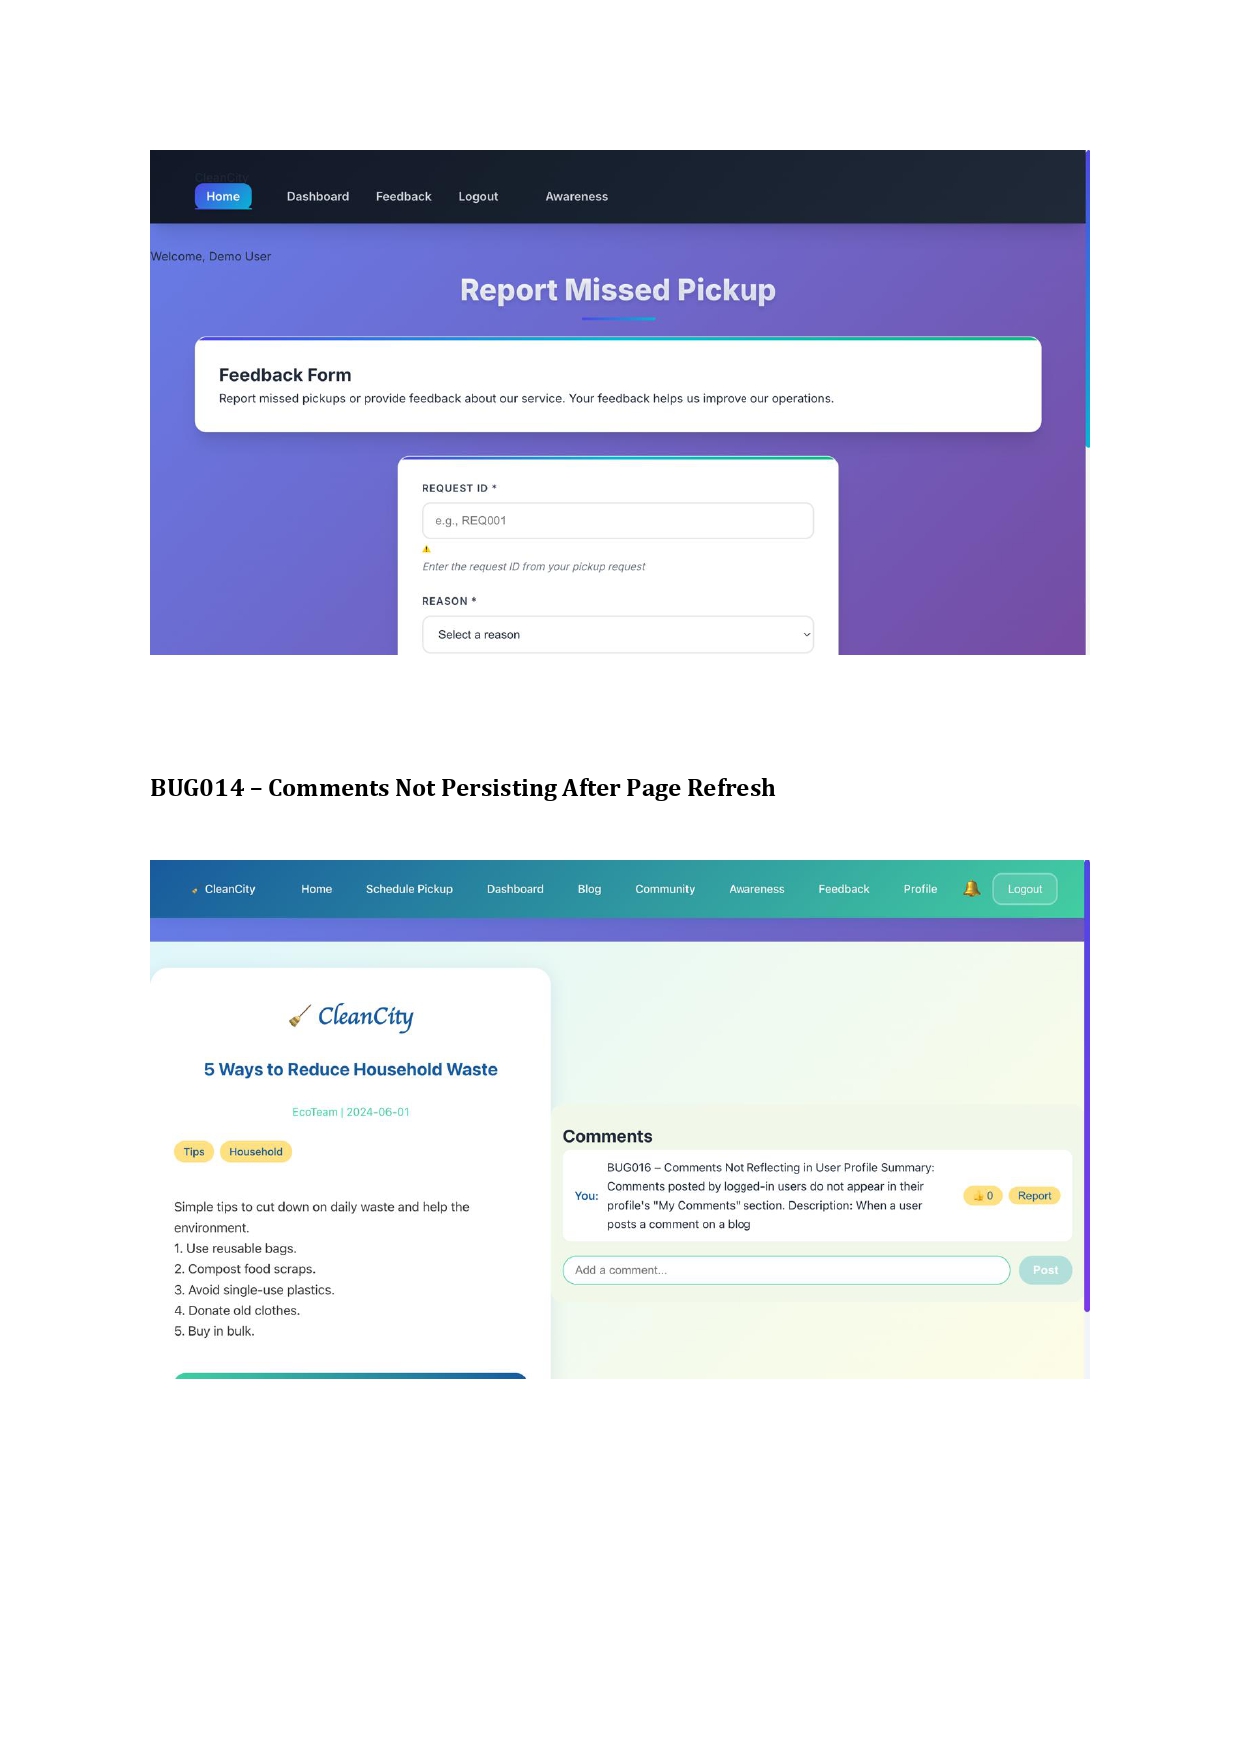 CleanCity
Home Dashboard Feedback Logout Awareness
Welcome, Demo User
Report Missed Pickup
Feedback Form
Report missed pickups or provide feedback about our service. Your feedback helps us improve our operations.
REQUEST ID *
e.g., REQ001
Enter the request ID from your pickup request
REASON *
Select a reason
BUG014 – Comments Not Persisting After Page Refresh
CleanCity Home Schedule Pickup Dashboard Blog Community Awareness Feedback Profile Logout
CleanCity
5 Ways to Reduce Household Waste
EcoTeam | 2024-06-01
Tips Household
Simple tips to cut down on daily waste and help the
environment.
1. Use reusable bags.
2. Compost food scraps.
3. Avoid single-use plastics.
4. Donate old clothes.
5. Buy in bulk.
Comments
You:
BUG016 – Comments Not Reflecting in User Profile Summary:
Comments posted by logged-in users do not appear in their
profile's "My Comments" section. Description: When a user
posts a comment on a blog
👍 0 Report
Add a comment... Post